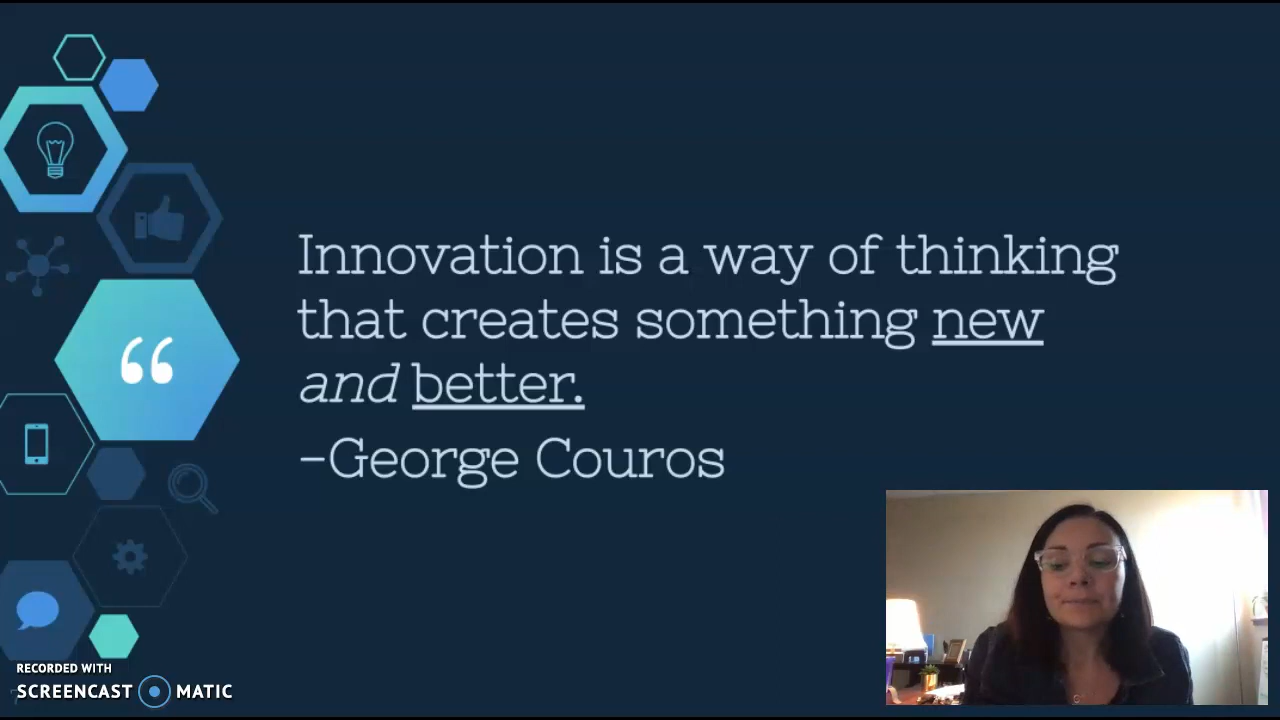 Innovation is a way of thinking
that creates something new
and better.
-George Couros
RECORDED WITH
SCREENCAST MATIC